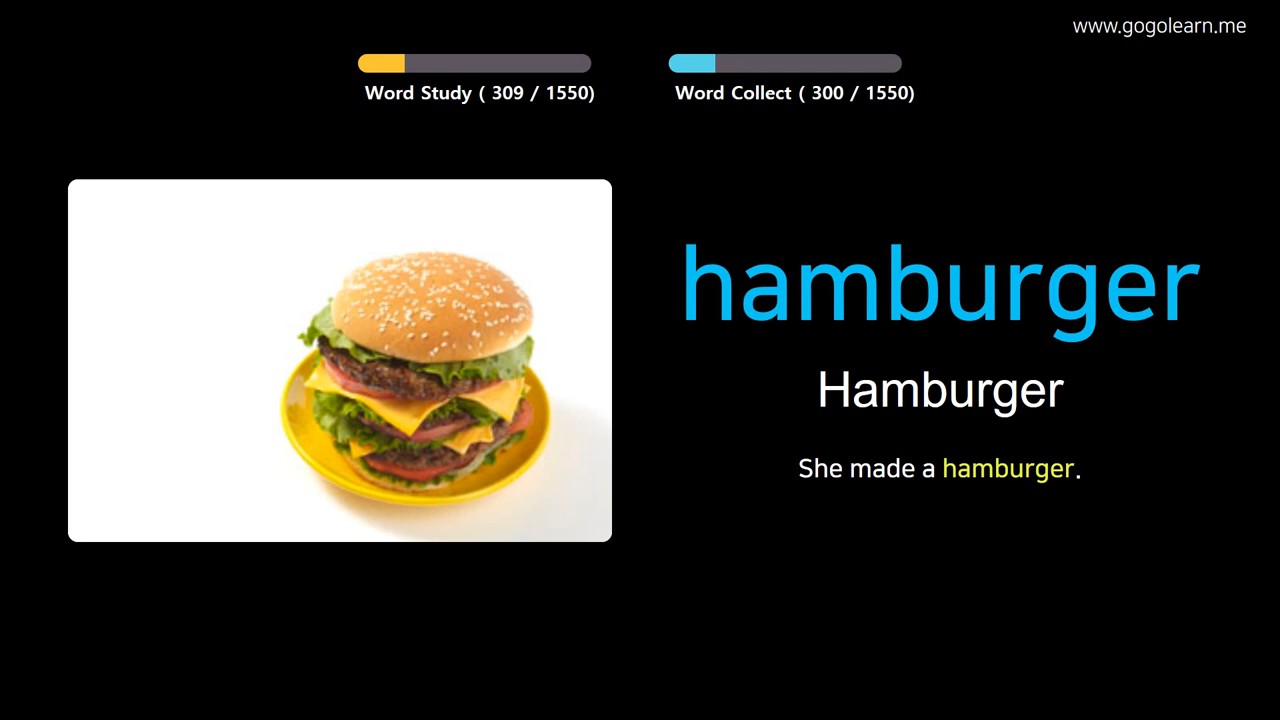 www.gogolearn.me
Word Study ( 309 / 1550)
Word Collect ( 300 / 1550)
hamburger
Hamburger
She made a hamburger.